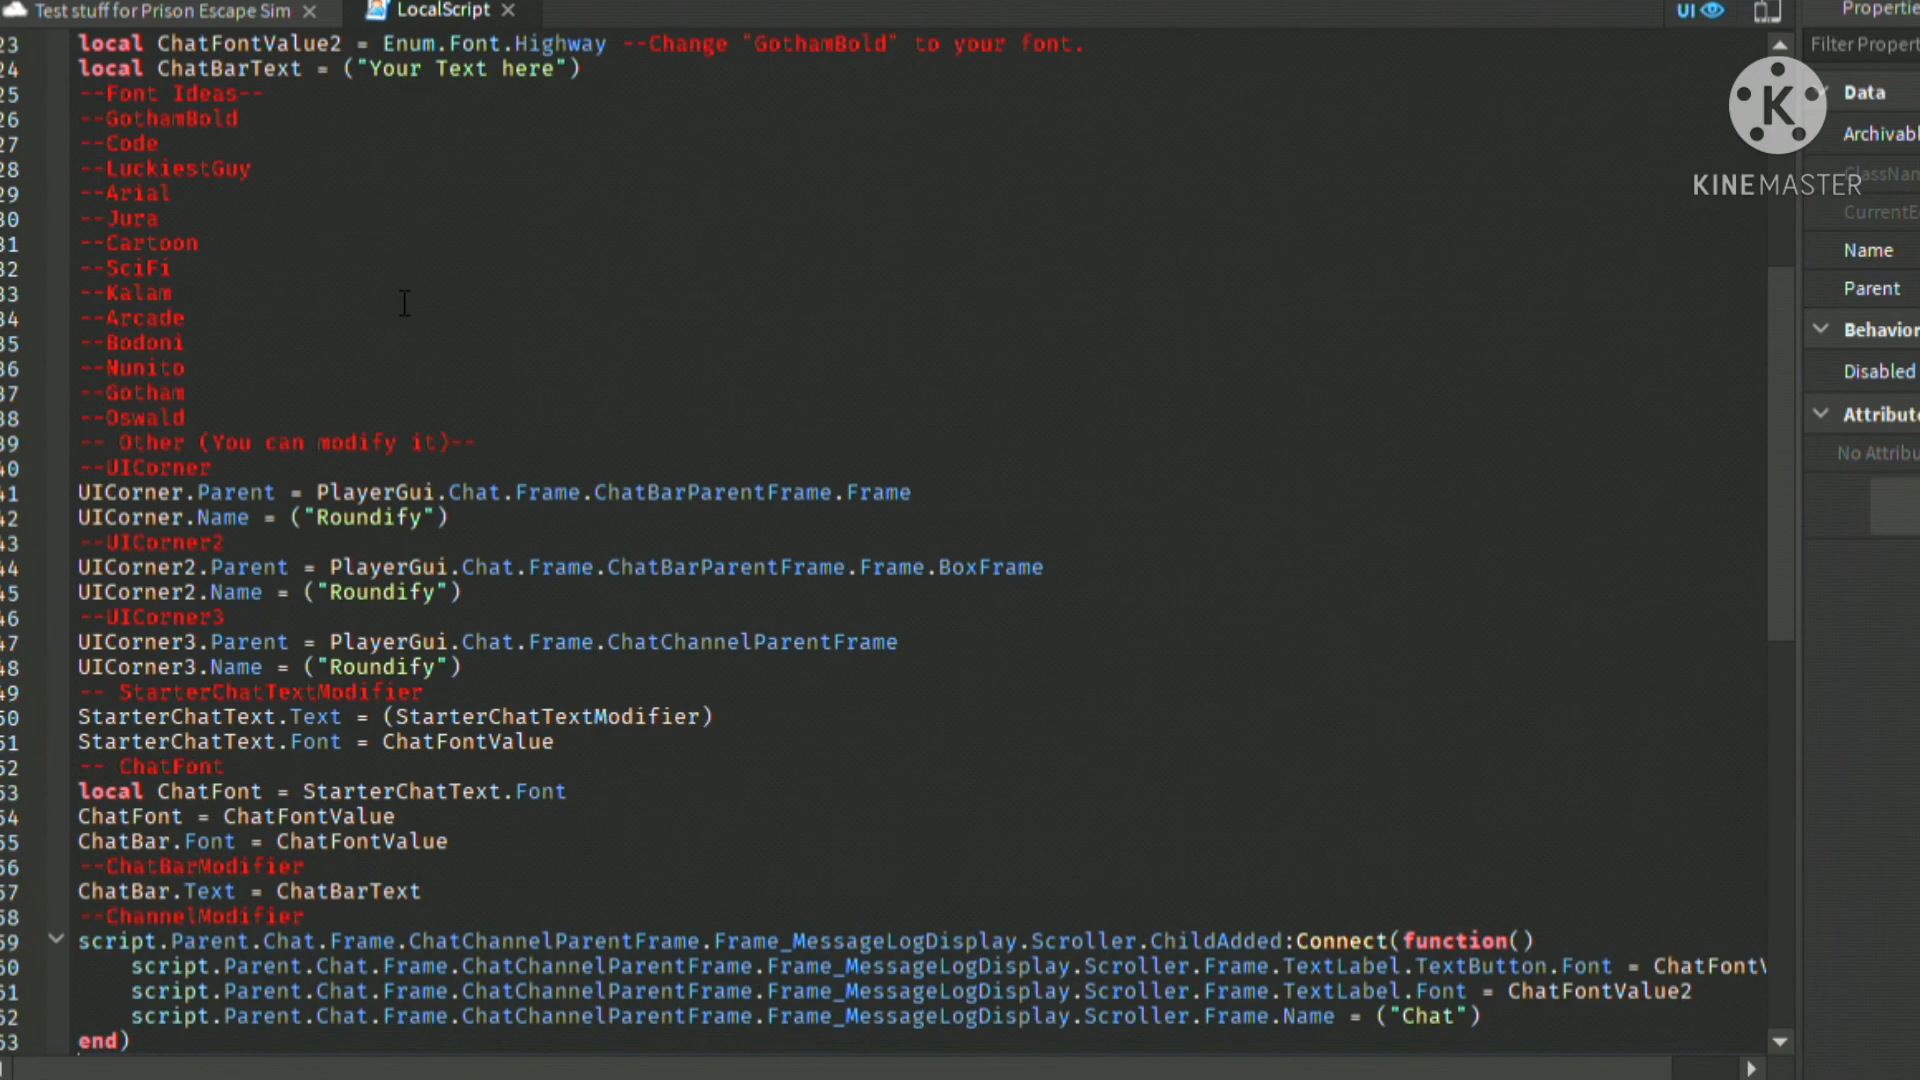 Test stuff for Prison Escape Sim
LocalScript
UI
Propertie
23 local ChatFontValue2 = Enum.Font.Highway --Change "GothamBold" to your font.
24 local ChatBarText = ("Your Text here")
25 --Font Ideas--
26 --GothamBold
27 --Code
28 --LuckiestGuy
29 --Arial
30 --Jura
31 --Cartoon
32 --SciFi
33 --Kalam
34 --Arcade
35 --Bodoni
36 --Nunito
37 --Gotham
38 --Oswald
39 -- Other (You can modify it)--
40 --UICorner
41 UICorner.Parent = PlayerGui.Chat.Frame.ChatBarParentFrame.Frame
42 UICorner.Name = ("Roundify")
43 --UICorner2
44 UICorner2.Parent = PlayerGui.Chat.Frame.ChatBarParentFrame.Frame.BoxFrame
45 UICorner2.Name = ("Roundify")
46 --UICorner3
47 UICorner3.Parent = PlayerGui.Chat.Frame.ChatChannelParentFrame
48 UICorner3.Name = ("Roundify")
49 -- StarterChatTextModifier
50 StarterChatText.Text = (StarterChatTextModifier)
51 StarterChatText.Font = ChatFontValue
52 -- ChatFont
53 local ChatFont = StarterChatText.Font
54 ChatFont = ChatFontValue
55 ChatBar.Font = ChatFontValue
56 --ChatBarModifier
57 ChatBar.Text = ChatBarText
58 --ChannelModifier
59 script.Parent.Chat.Frame.ChatChannelParentFrame.Frame_MessageLogDisplay.Scroller.ChildAdded:Connect(function()
60 script.Parent.Chat.Frame.ChatChannelParentFrame.Frame_MessageLogDisplay.Scroller.Frame.TextLabel.TextButton.Font = ChatFont
61 script.Parent.Chat.Frame.ChatChannelParentFrame.Frame_MessageLogDisplay.Scroller.Frame.TextLabel.Font = ChatFontValue2
62 script.Parent.Chat.Frame.ChatChannelParentFrame.Frame_MessageLogDisplay.Scroller.Frame.Name = ("Chat")
63 end)
Filter Propert
Data
Archivabl
ClassNam
CurrentE
Name
Parent
Behavior
Disabled
Attribut
No Attribu
K
KINEMASTER